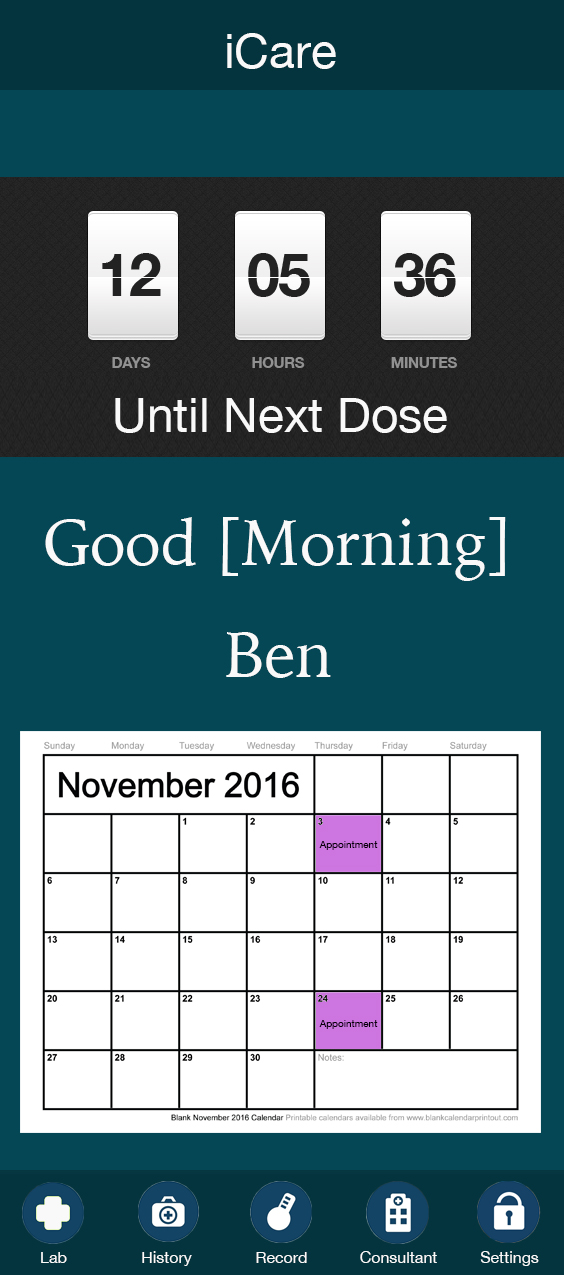 iCare
12 05 36
DAYS HOURS MINUTES
Until Next Dose
Good [Morning]
Ben
Sunday Monday Tuesday Wednesday Thursday Friday Saturday
November 2016
1 2 3 4 5
Appointment
6 7 8 9 10 11 12
13 14 15 16 17 18 19
20 21 22 23 24 25 26
Appointment
27 28 29 30 Notes:
Blank November 2016 Calendar Printable calendars available from www.blankcalendarprintout.com
Lab History Record Consultant Settings